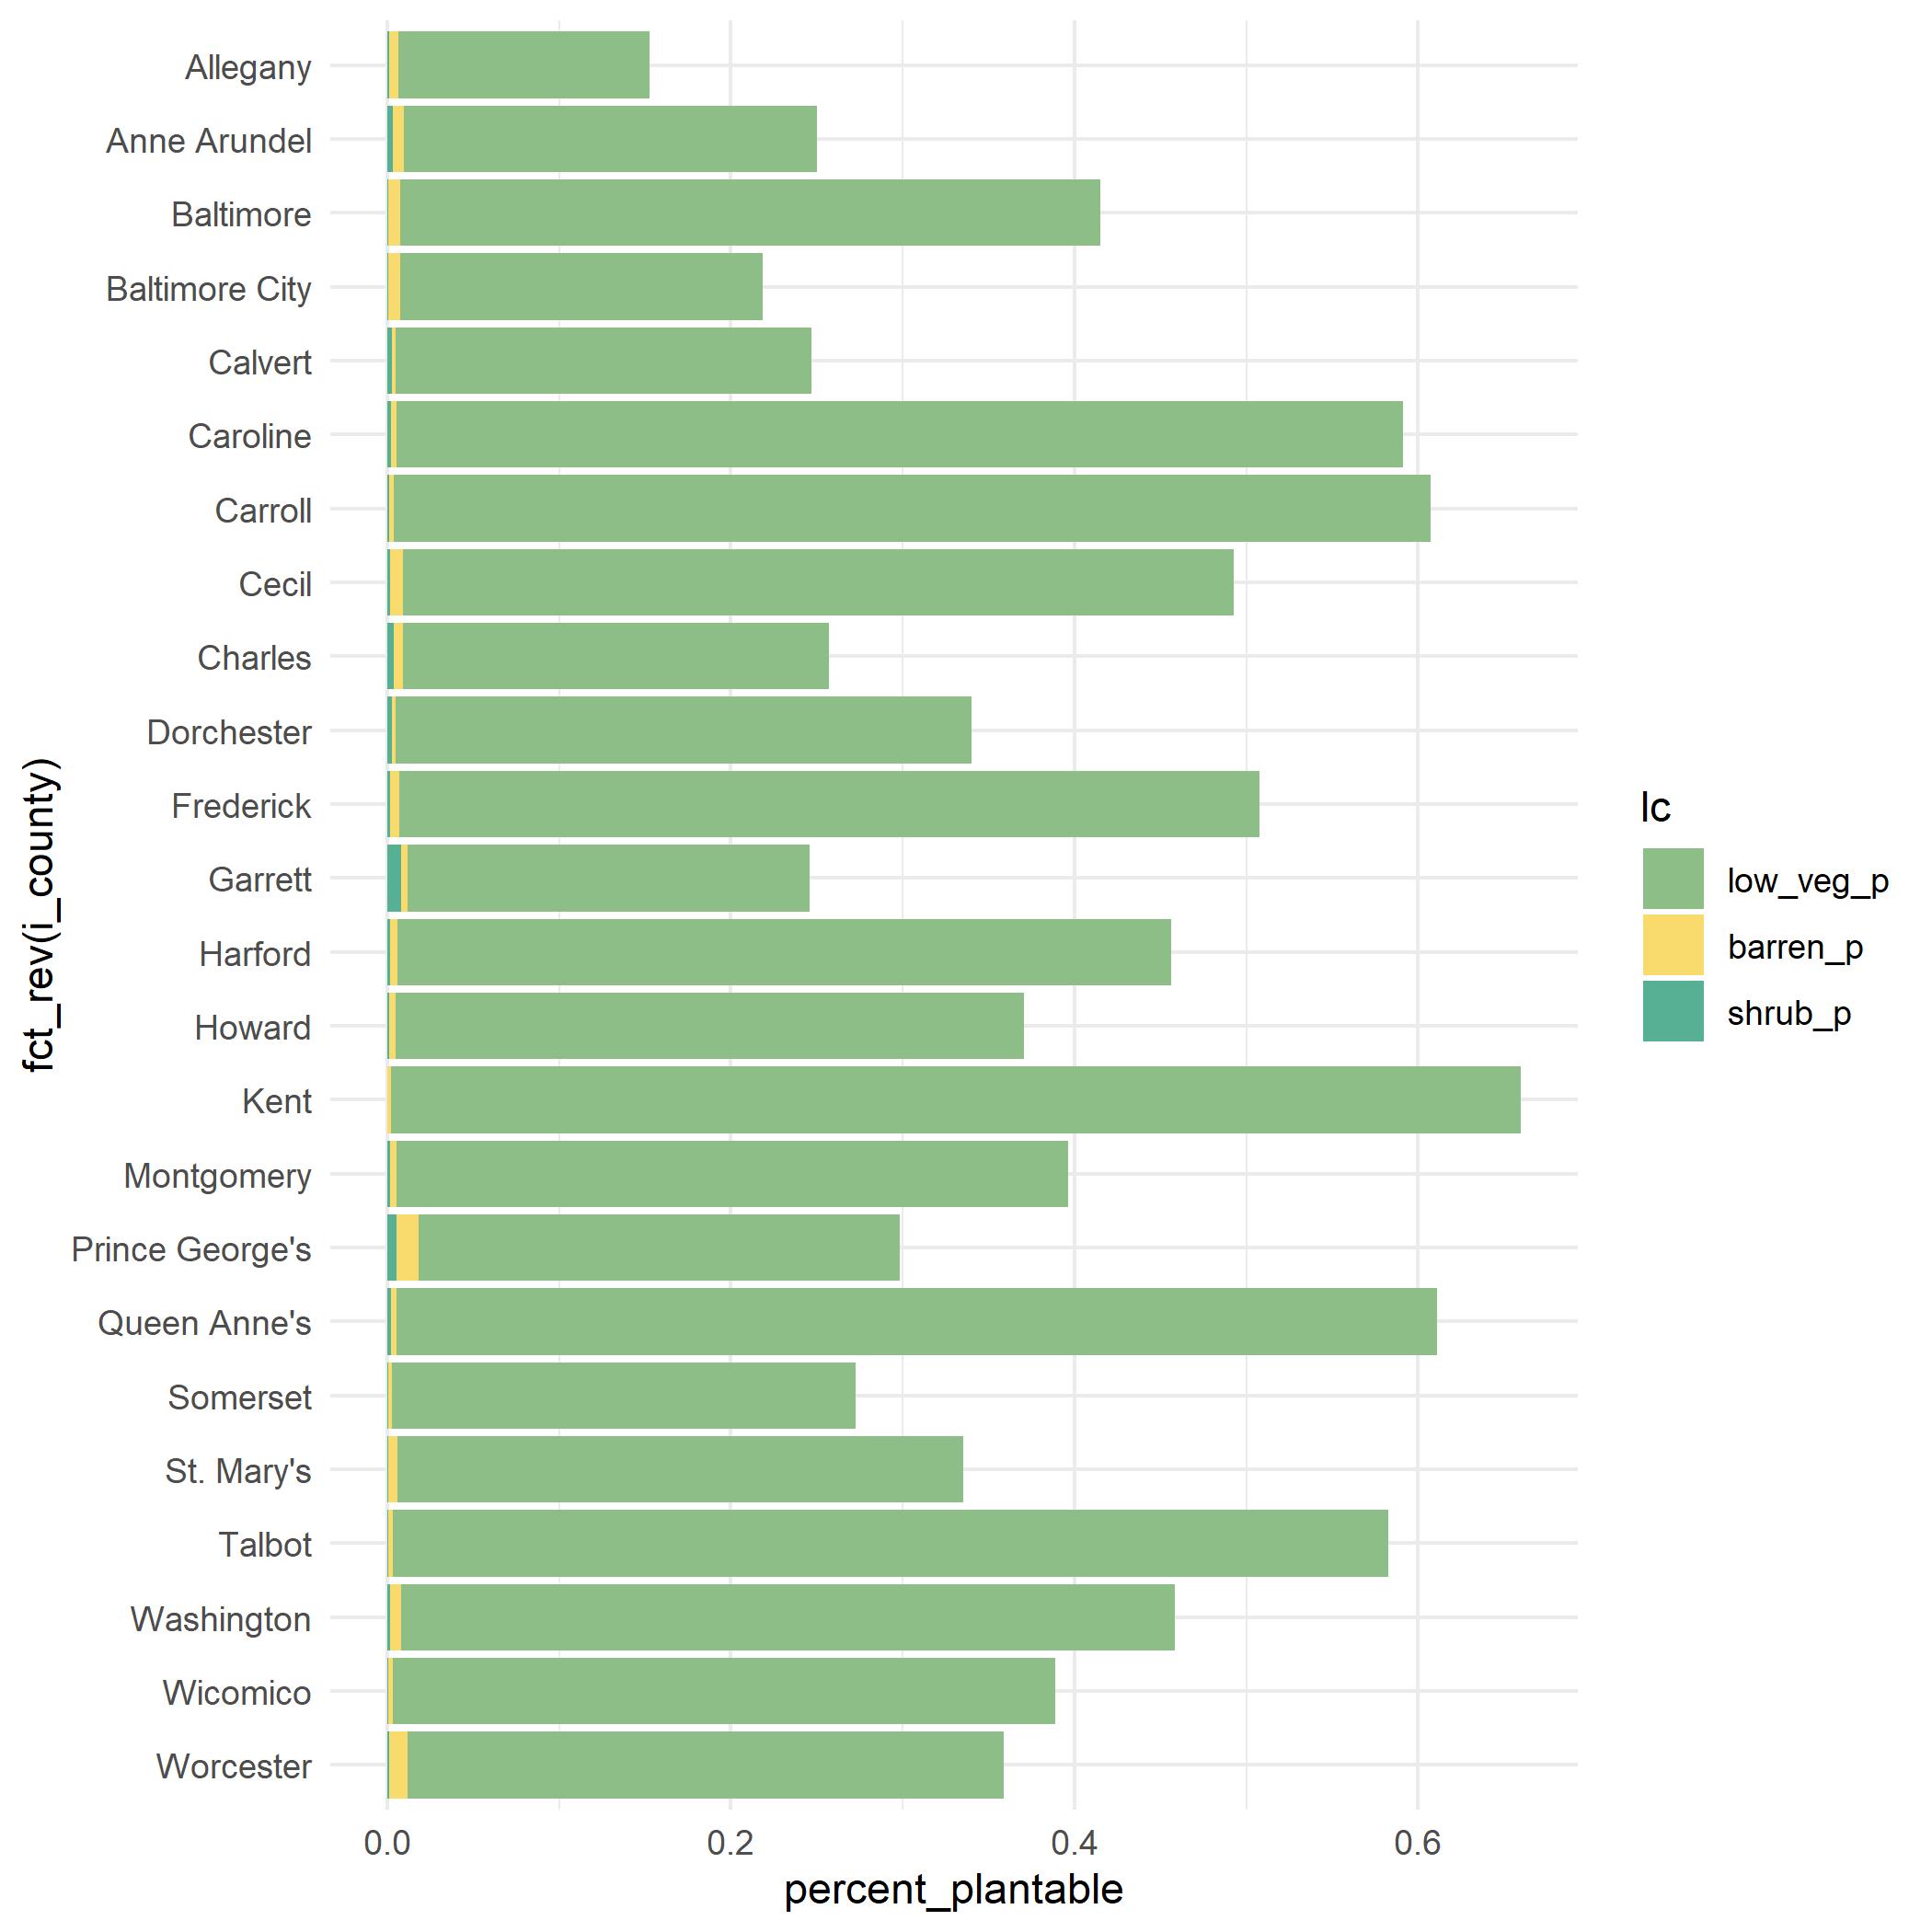 Allegany
Anne Arundel
Baltimore
Baltimore City
Calvert
Caroline
Carroll
Cecil
Charles
Dorchester
Frederick
Garrett
Harford
Howard
Kent
Montgomery
Prince George's
Queen Anne's
Somerset
St. Mary's
Talbot
Washington
Wicomico
Worcester
fct_rev(i_county)
0.0 0.2 0.4 0.6
percent_plantable
lc
low_veg_p
barren_p
shrub_p